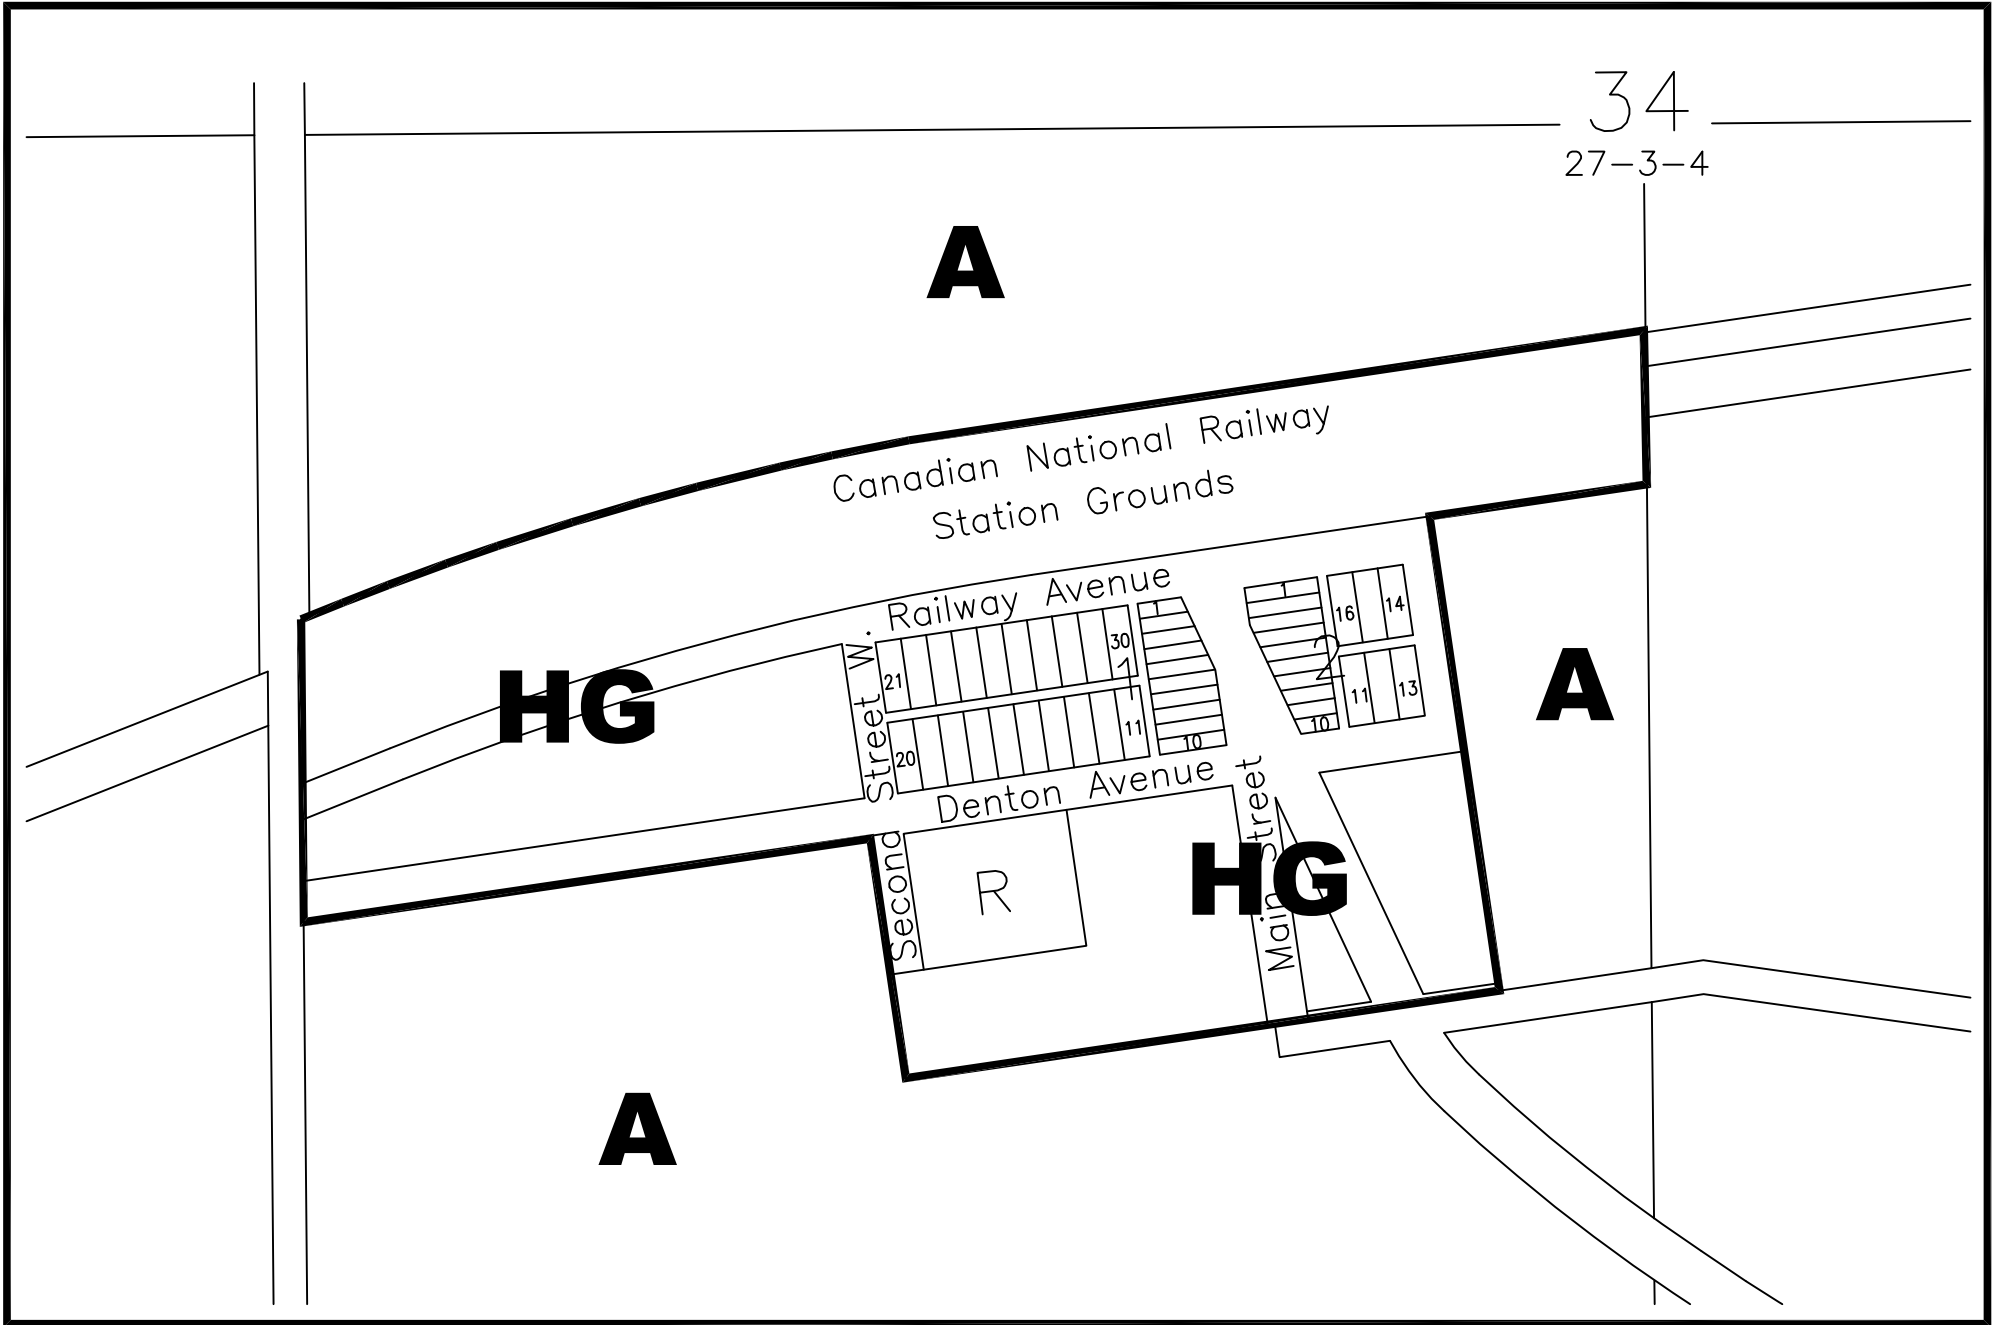 34
27-3-4
A
Canadian National Railway
Station Grounds
Railway Avenue
1
1
16
14
30
21
1
2
HG
A
11
13
20
11
10
10
Second Street W.
Denton Avenue
Main Street
R
HG
A